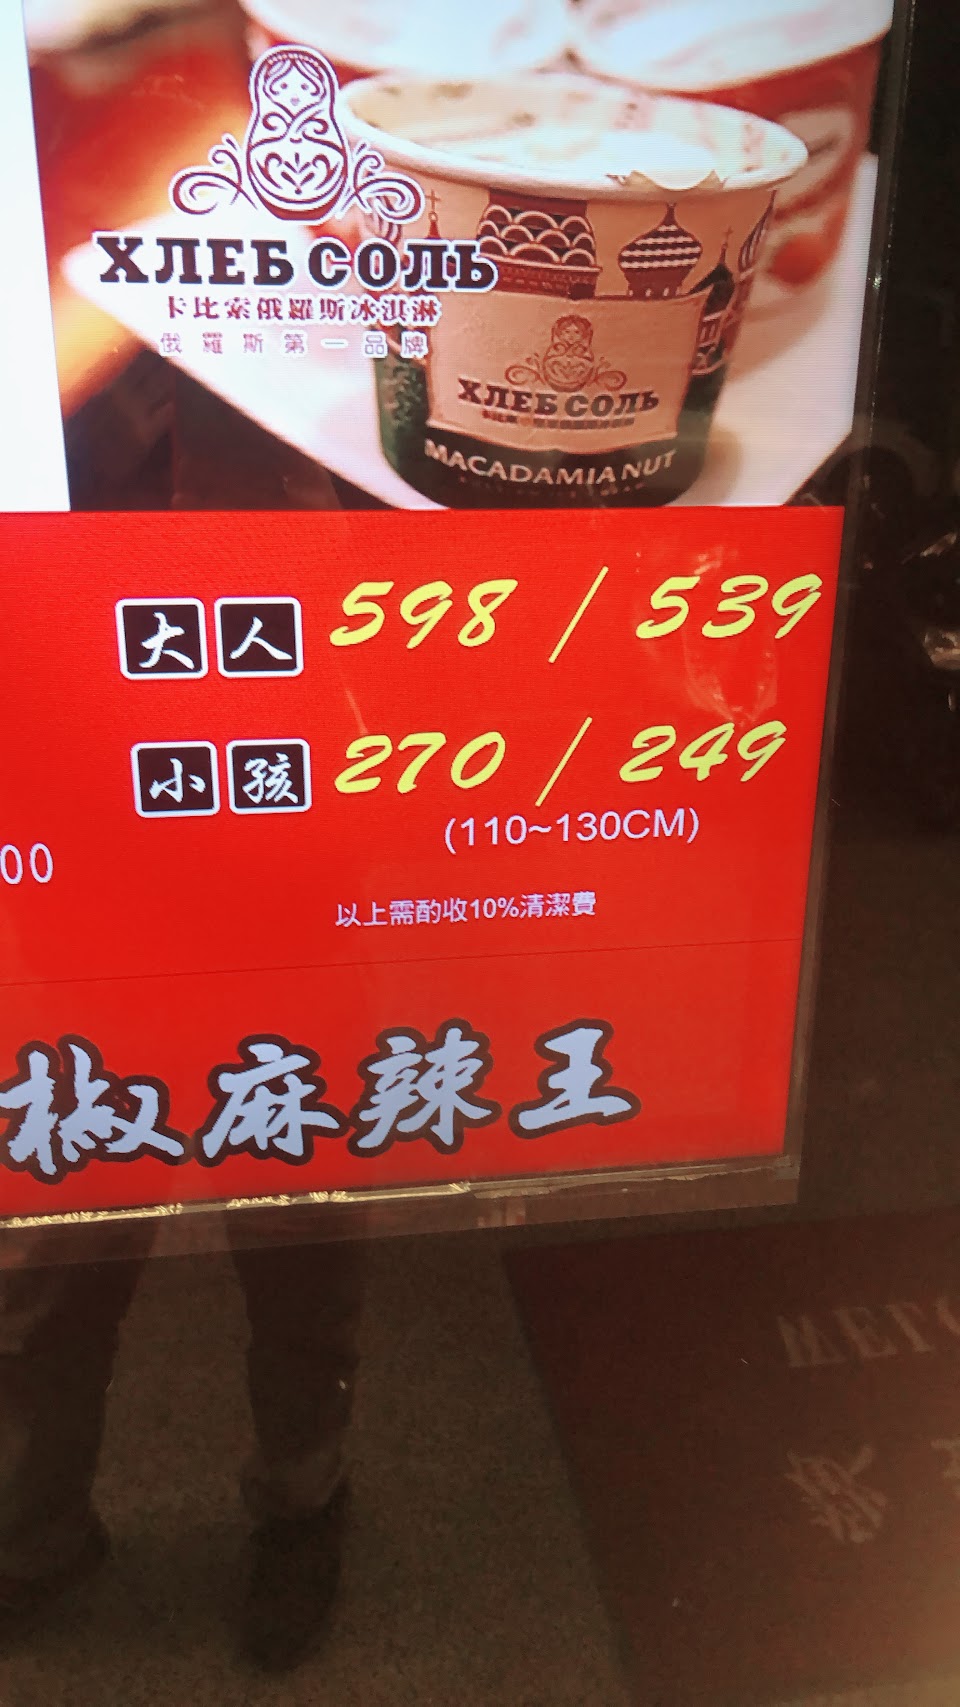 ХЛЕБ СОЛЬ
卡比索俄羅斯冰淇淋
俄羅斯第一品牌
ХЛЕБ СОЛЬ
MACADAMIA NUT
大人 598 / 539
小孩 270 / 249
(110~130CM)
00
以上需酌收10%清潔費
椒麻辣王